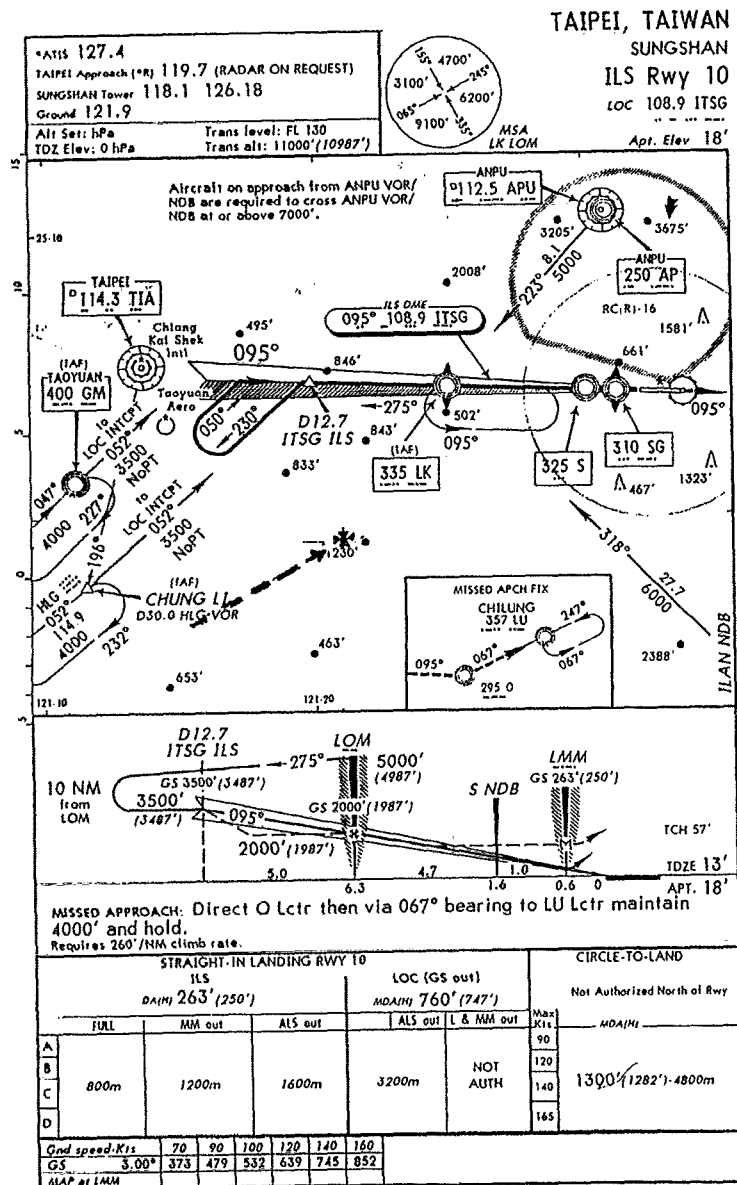 TAIPEI, TAIWAN
SUNGSHAN
ILS Rwy 10
LOC 108.9 ITSG
Apt. Elev 18'
*ATIS 127.4
TAIPEI Approach (*R) 119.7 (RADAR ON REQUEST)
SUNGSHAN Tower 118.1 126.18
Ground 121.9
Alt Set: hPa Trans level: FL 130
TDZ Elev: 0 hPa Trans alt: 11000' (10987')
155° 4700' 245°
3100' 6200'
065° 9100' 335°
MSA
LK LOM
Aircraft on approach from ANPU VOR/
NDB are required to cross ANPU VOR/
NDB at or above 7000'.
ANPU
D 112.5 APU
3205' 3675'
ANPU
250 AP
8.1
5000
223°
RC(R)-16
1581'
15
25-10
10
5
0
5
TAIPEI
D 114.3 TIA
Chiang
Kai Shek
Intl
2008'
495'
ILS DME
095° 108.9 ITSG
095°
846'
661'
(IAF)
TAOYUAN
400 GM
Taoyuan
Aero
050°
230°
D12.7
ITSG ILS
275°
502'
095°
095°
843'
(IAF)
335 LK
325 S
310 SG
833'
467'
1323'
to
LOC INTCPT
052°
3500
NoPT
047°
4000
227°
to
LOC INTCPT
052°
3500
NoPT
196°
HLG
052°
114.9
4000
232°
(IAF)
CHUNG LI
D30.0 HLG VOR
1230'
318°
27.7
6000
ILAN NDB
2388'
463'
653'
MISSED APCH FIX
CHILUNG
357 LU
247°
067°
067°
095°
295 O
121-10 121-20
D12.7
ITSG ILS
LOM
LMM
275° 5000'
(4987')
GS 3500' (3487')
GS 263' (250')
S NDB
10 NM
from
LOM
3500'
(3487')
095°
GS 2000' (1987')
2000' (1987')
TCH 57'
TDZE 13'
APT. 18'
5.0 4.7 1.0
6.3 1.6 0.6 0
MISSED APPROACH: Direct O Lctr then via 067° bearing to LU Lctr maintain
4000' and hold.
Requires 260'/NM climb rate.
STRAIGHT-IN LANDING RWY 10 CIRCLE-TO-LAND
ILS LOC (GS out)
DA(H) 263' (250') MDA(H) 760' (747')
Not Authorized North of Rwy
FULL MM out ALS out ALS out L & MM out
Max
Kts
MDA(H)
A 90
B 120
C 140
D 165
800m 1200m 1600m 3200m NOT
AUTH
1300' (1282')-4800m
Gnd speed-Kts 70 90 100 120 140 160
GS 3.00° 373 479 532 639 745 852
MAP at LMM